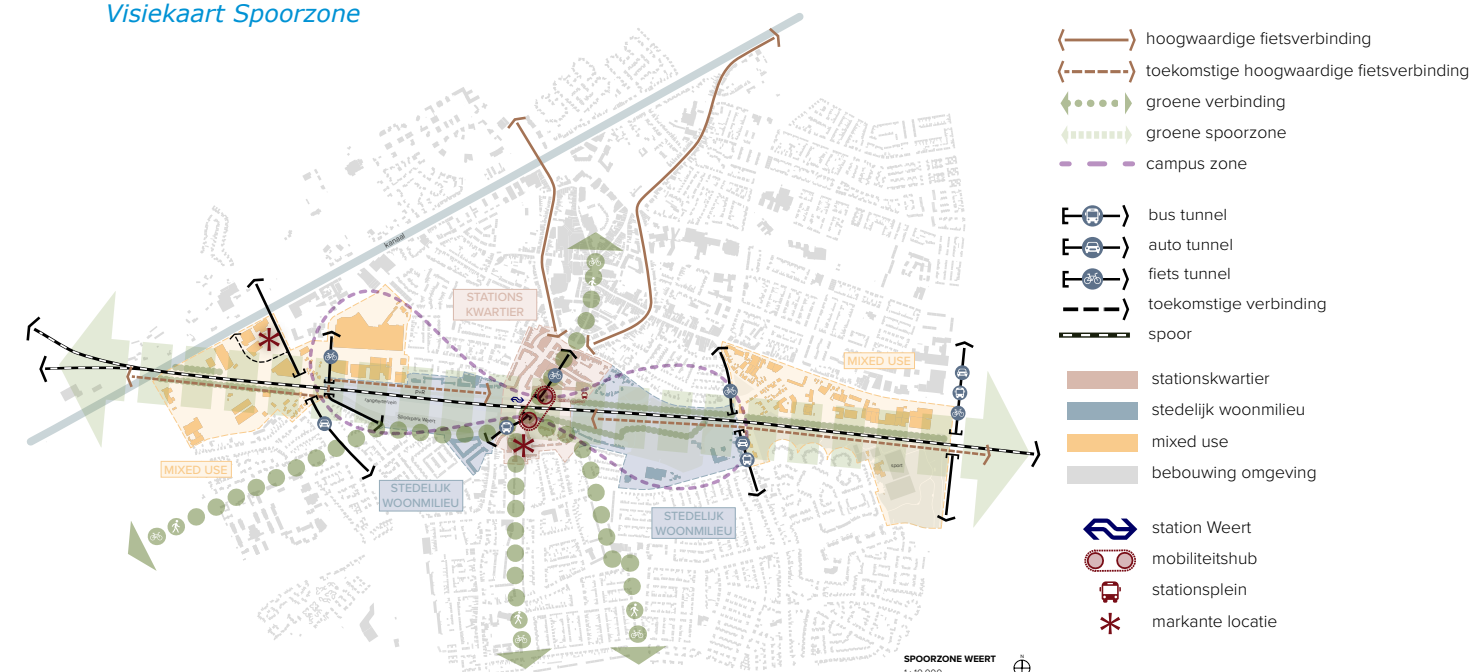 Visiekaart Spoorzone
hoogwaardige fietsverbinding
toekomstige hoogwaardige fietsverbinding
groene verbinding
groene spoorzone
campus zone
bus tunnel
auto tunnel
fiets tunnel
toekomstige verbinding
spoor
stationskwartier
stedelijk woonmilieu
mixed use
bebouwing omgeving
station Weert
mobiliteitshub
stationsplein
markante locatie
kanaal
STATIONS
KWARTIER
MIXED USE
MIXED USE
STEDELIJK
WOONMILIEU
STEDELIJK
WOONMILIEU
sport
SPOORZONE WEERT
N